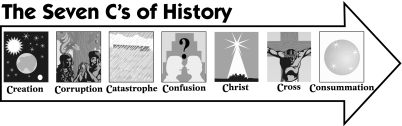 The Seven C's of History
?
Creation Corruption Catastrophe Confusion Christ Cross Consummation